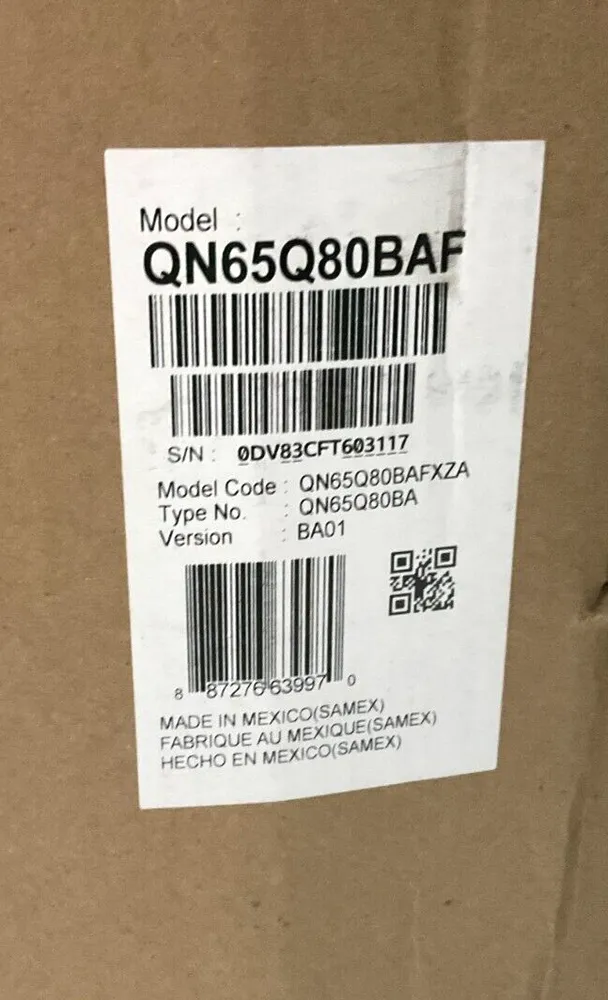 Model :
QN65Q80BAF
S/N : 0DV83CFT603117
Model Code : QN65Q80BAFXZA
Type No. : QN65Q80BA
Version : BA01
8 87276 63997 0
MADE IN MEXICO(SAMEX)
FABRIQUE AU MEXIQUE(SAMEX)
HECHO EN MEXICO(SAMEX)